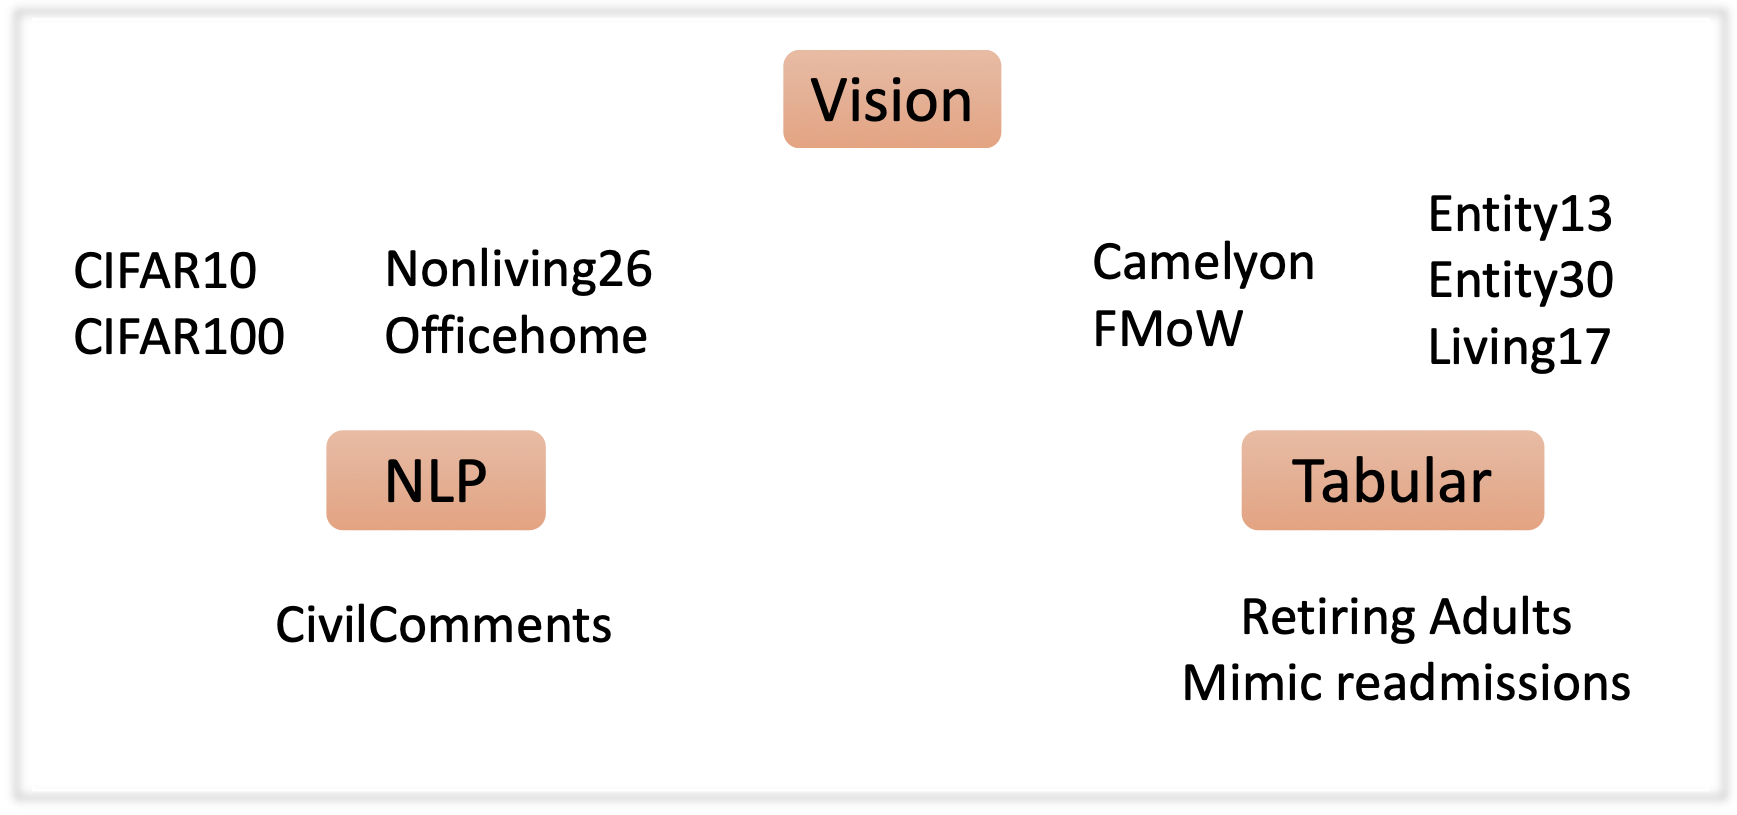 Vision
CIFAR10
CIFAR100
Nonliving26
Officehome
Camelyon
FMoW
Entity13
Entity30
Living17
NLP
CivilComments
Tabular
Retiring Adults
Mimic readmissions